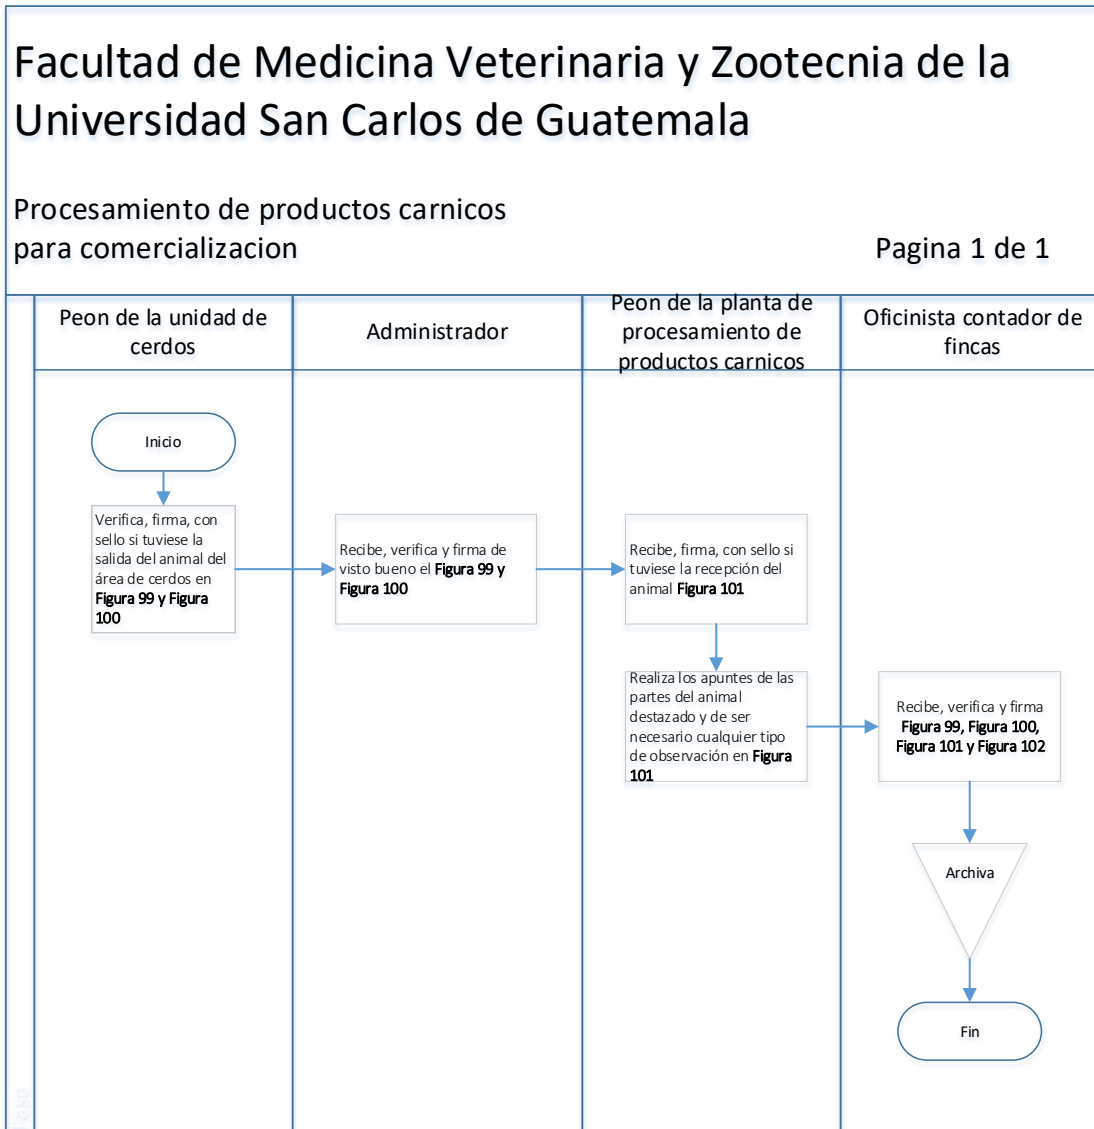 Facultad de Medicina Veterinaria y Zootecnia de la
Universidad San Carlos de Guatemala
Procesamiento de productos carnicos
para comercializacion
Pagina 1 de 1
Peon de la unidad de
cerdos
Administrador
Peon de la planta de
procesamiento de
productos carnicos
Oficinista contador de
fincas
Inicio
Verifica, firma, con
sello si tuviese la
salida del animal del
área de cerdos en
Figura 99 y Figura
100
Recibe, verifica y firma de
visto bueno el Figura 99 y
Figura 100
Recibe, firma, con sello si
tuviese la recepción del
animal Figura 101
Realiza los apuntes de las
partes del animal
destazado y de ser
necesario cualquier tipo
de observación en Figura
101
Recibe, verifica y firma
Figura 99, Figura 100,
Figura 101 y Figura 102
Archiva
Fin
Fase